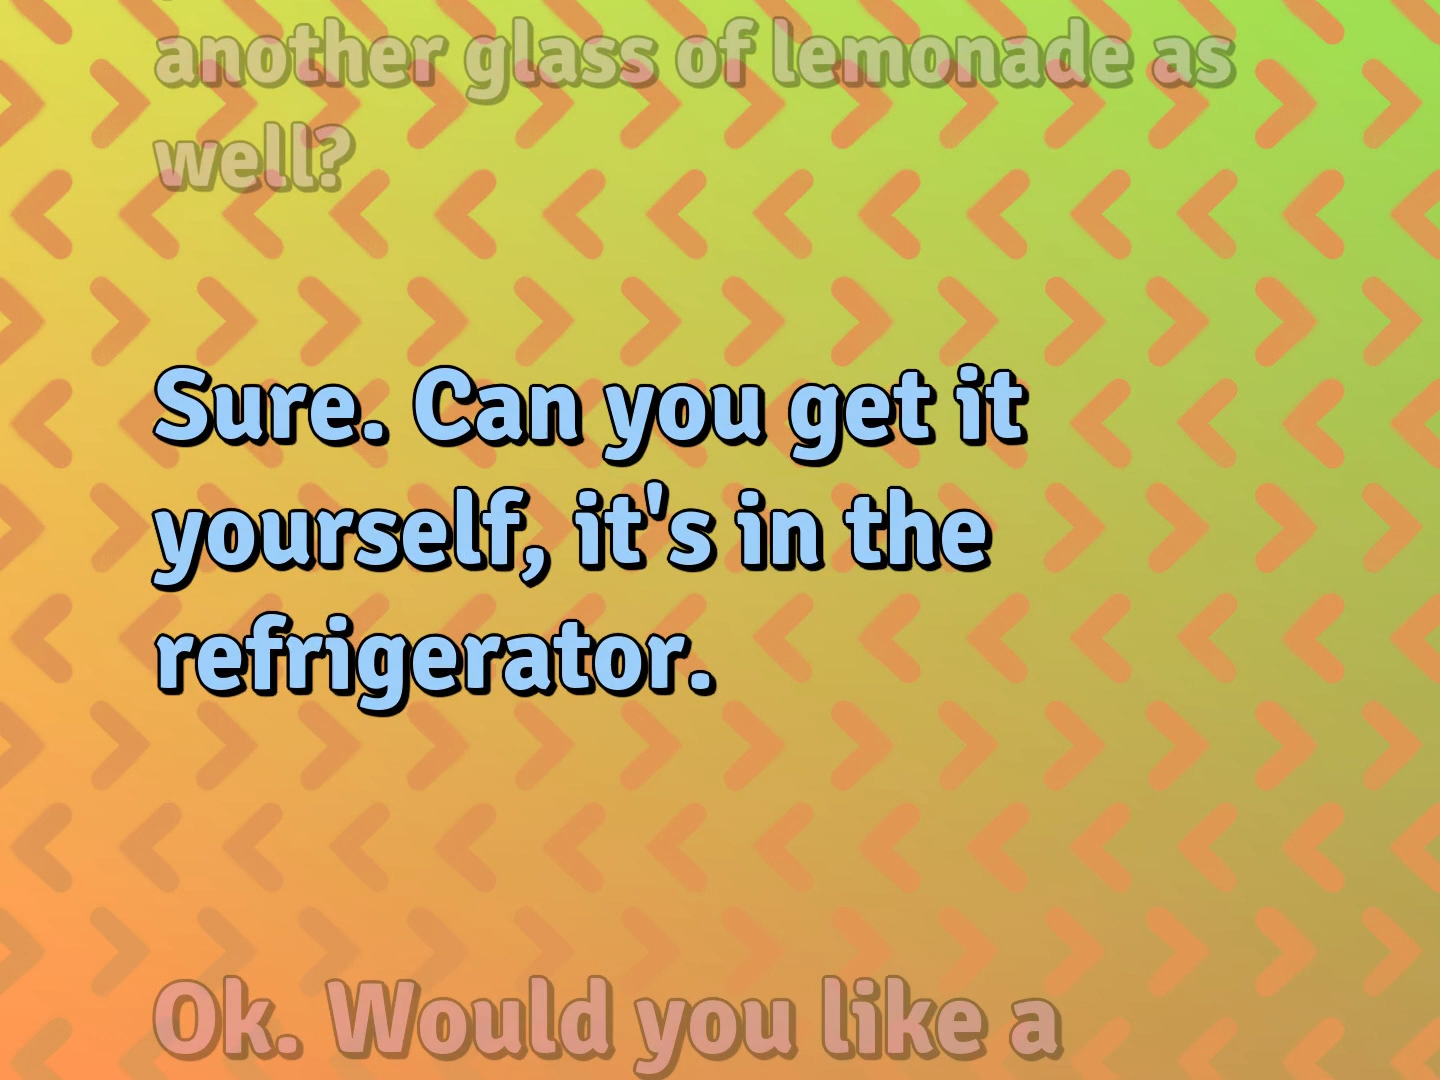 another glass of lemonade as
well?
Sure. Can you get it
yourself, it's in the
refrigerator.
Ok. Would you like a